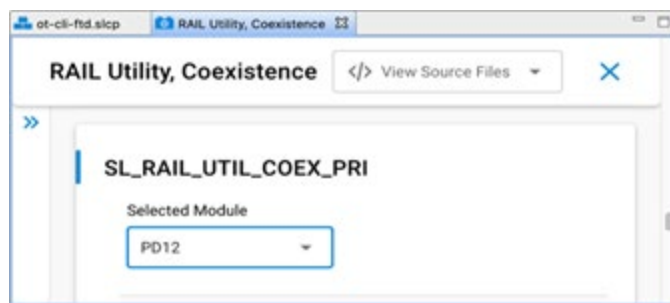 ot-cli-ftd.slcp
RAIL Utility, Coexistence
RAIL Utility, Coexistence
</> View Source Files
SL_RAIL_UTIL_COEX_PRI
Selected Module
PD12